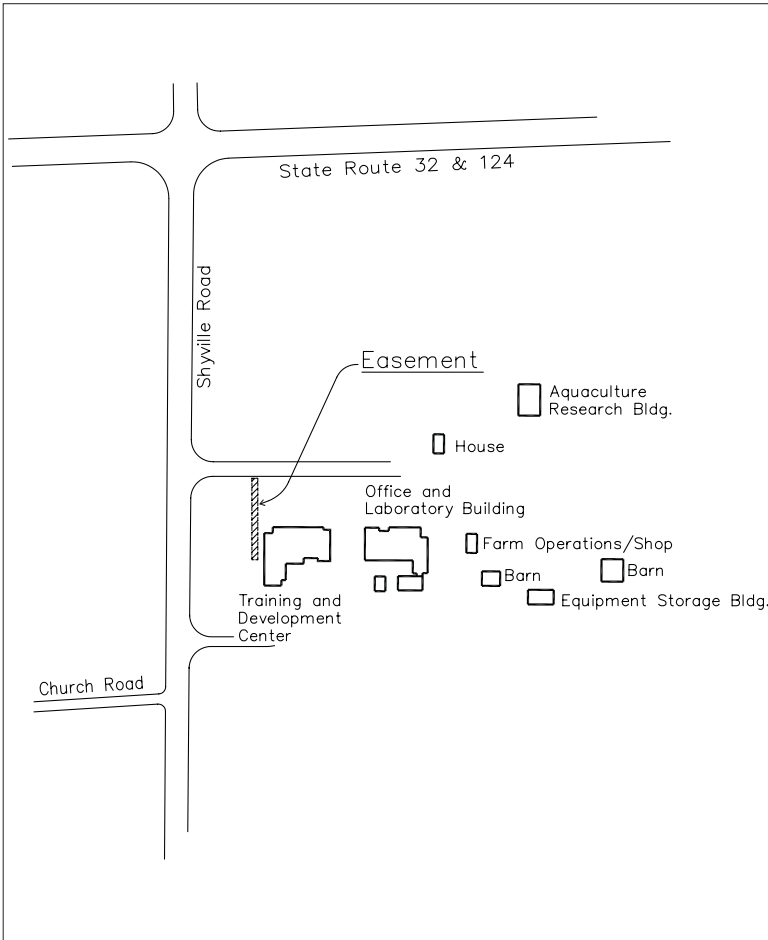 State Route 32 & 124
Shyville Road
Easement
Aquaculture
Research Bldg.
House
Office and
Laboratory Building
Farm Operations/Shop
Barn
Barn
Equipment Storage Bldg.
Training and
Development
Center
Church Road